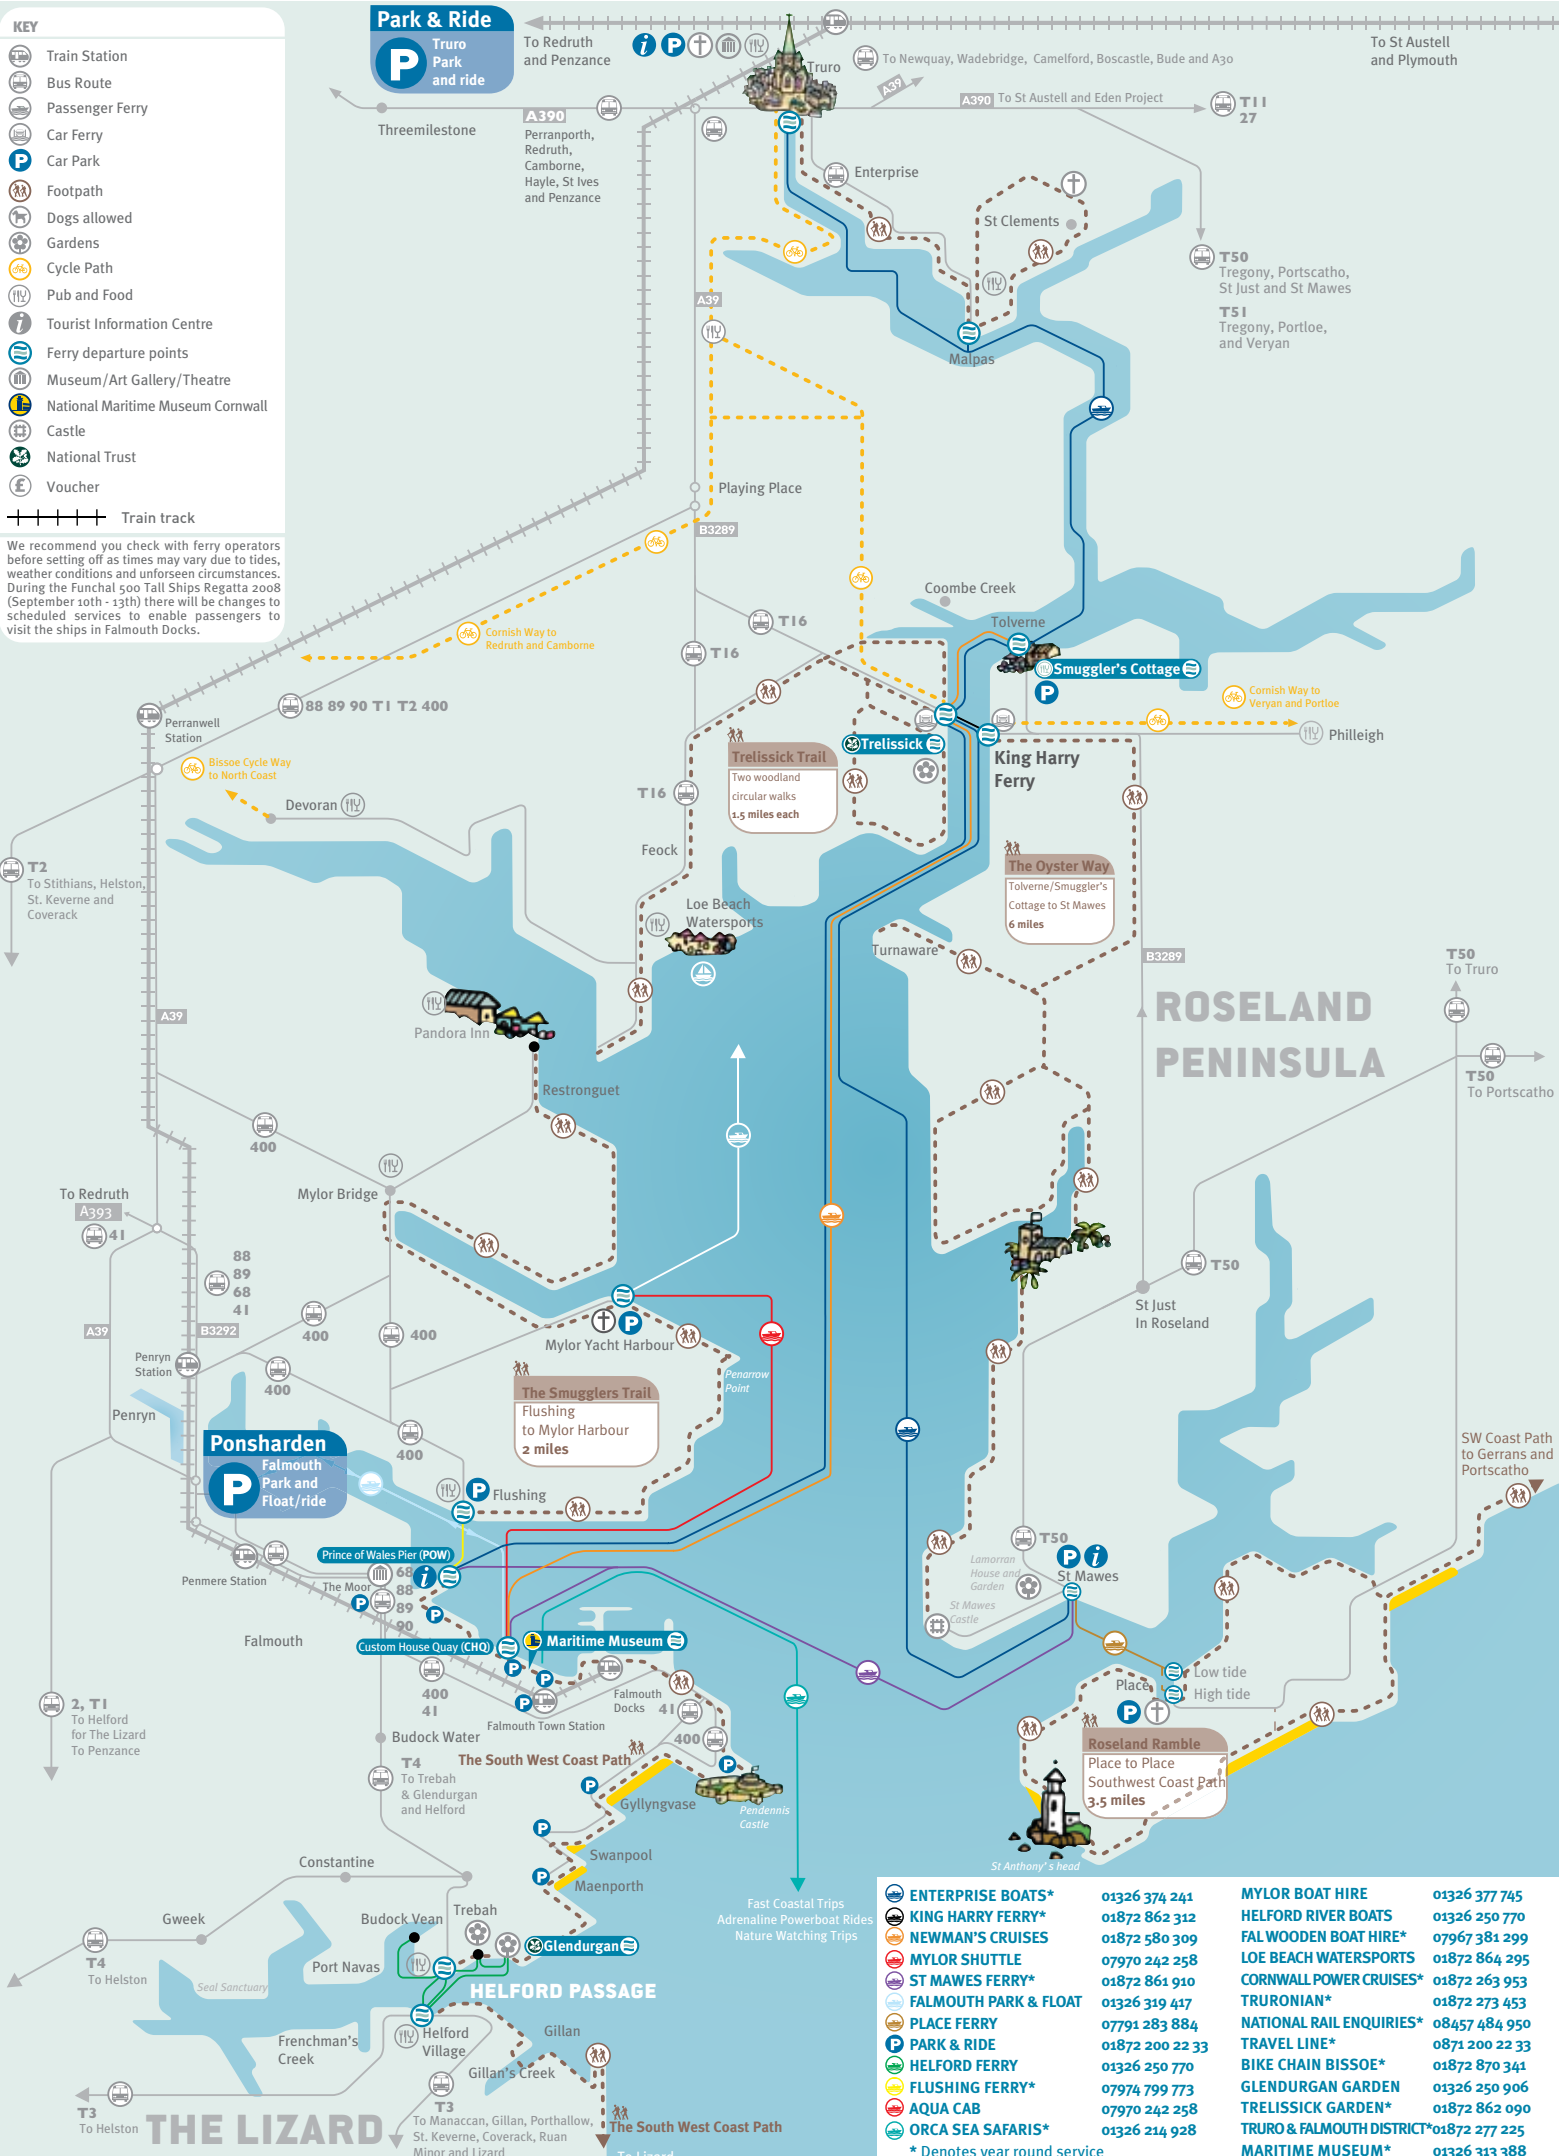 KEY
Train Station
Bus Route
Passenger Ferry
Car Ferry
P Car Park
Footpath
Dogs allowed
Gardens
Cycle Path
Pub and Food
i Tourist Information Centre
Ferry departure points
Museum/Art Gallery/Theatre
National Maritime Museum Cornwall
Castle
National Trust
£ Voucher
Train track
We recommend you check with ferry operators
before setting off as times may vary due to tides,
weather conditions and unforseen circumstances.
During the Funchal 500 Tall Ships Regatta 2008
(September 10th - 13th) there will be changes to
scheduled services to enable passengers to
visit the ships in Falmouth Docks.
Park & Ride
P
Truro
Park
and ride
To Redruth
and Penzance
i P
Truro
To Newquay, Wadebridge, Camelford, Boscastle, Bude and A30
To St Austell
and Plymouth
A39
A390 To St Austell and Eden Project
T11
27
Threemilestone
A390
Perranporth,
Redruth,
Camborne,
Hayle, St Ives
and Penzance
Enterprise
St Clements
T50
Tregony, Portscatho,
St Just and St Mawes
T51
Tregony, Portloe,
and Veryan
A39
Malpas
Playing Place
B3289
Coombe Creek
Tolverne
T16
T16
Cornish Way to
Redruth and Camborne
Smuggler's Cottage
P
Cornish Way to
Veryan and Portloe
88 89 90 T1 T2 400
Perranwell
Station
Philleigh
Trelissick
King Harry
Ferry
Trelissick Trail
Two woodland
circular walks
1.5 miles each
Bissoe Cycle Way
to North Coast
Devoran
T16
Feock
T2
To Stithians, Helston,
St. Keverne and
Coverack
The Oyster Way
Tolverne/Smuggler's
Cottage to St Mawes
6 miles
Loe Beach
Watersports
Turnaware
B3289
T50
To Truro
ROSELAND
PENINSULA
A39
Pandora Inn
Restronguet
T50
To Portscatho
400
Mylor Bridge
To Redruth
A393
41
88
89
68
41
T50
St Just
In Roseland
A39
B3292
400
400
Mylor Yacht Harbour
P
Penryn
Station
400
Penarrow
Point
The Smugglers Trail
Flushing
to Mylor Harbour
2 miles
Penryn
400
Ponsharden
P
Falmouth
Park and
Float/ride
P
Flushing
SW Coast Path
to Gerrans and
Portscatho
Prince of Wales Pier (POW)
i
Penmere Station
The Moor
P
68
88
89
90
P
T50
P i
St Mawes
Lamorran
House and
Garden
St Mawes
Castle
Falmouth
Custom House Quay (CHQ)
Maritime Museum
P
P
P
400
41
Falmouth Town Station
Falmouth
Docks
41
400
Low tide
High tide
Place
P
2, T1
To Helford
for The Lizard
To Penzance
Budock Water
T4
To Trebah
& Glendurgan
and Helford
The South West Coast Path
P
P
Gyllyngvase
Pendennis
Castle
P
Swanpool
P
Maenporth
Roseland Ramble
Place to Place
Southwest Coast Path
3.5 miles
St Anthony's head
Fast Coastal Trips
Adrenaline Powerboat Rides
Nature Watching Trips
Constantine
Gweek
Budock Vean
Trebah
Glendurgan
T4
To Helston
Port Navas
Seal Sanctuary
HELFORD PASSAGE
Frenchman's
Creek
Helford
Village
Gillan
Gillan's Creek
T3
To Helston
THE LIZARD
T3
To Manaccan, Gillan, Porthallow,
St. Keverne, Coverack, Ruan
Minor and Lizard
The South West Coast Path
To Lizard
ENTERPRISE BOATS* 01326 374 241
KING HARRY FERRY* 01872 862 312
NEWMAN'S CRUISES 01872 580 309
MYLOR SHUTTLE 07970 242 258
ST MAWES FERRY* 01872 861 910
FALMOUTH PARK & FLOAT 01326 319 417
PLACE FERRY 07791 283 884
P PARK & RIDE 01872 200 22 33
HELFORD FERRY 01326 250 770
FLUSHING FERRY* 07974 799 773
AQUA CAB 07970 242 258
ORCA SEA SAFARIS* 01326 214 928
* Denotes year round service
MYLOR BOAT HIRE 01326 377 745
HELFORD RIVER BOATS 01326 250 770
FAL WOODEN BOAT HIRE* 07967 381 299
LOE BEACH WATERSPORTS 01872 864 295
CORNWALL POWER CRUISES* 01872 263 953
TRURONIAN* 01872 273 453
NATIONAL RAIL ENQUIRIES* 08457 484 950
TRAVEL LINE* 0871 200 22 33
BIKE CHAIN BISSOE* 01872 870 341
GLENDURGAN GARDEN 01326 250 906
TRELISSICK GARDEN* 01872 862 090
TRURO & FALMOUTH DISTRICT* 01872 277 225
MARITIME MUSEUM* 01326 313 388